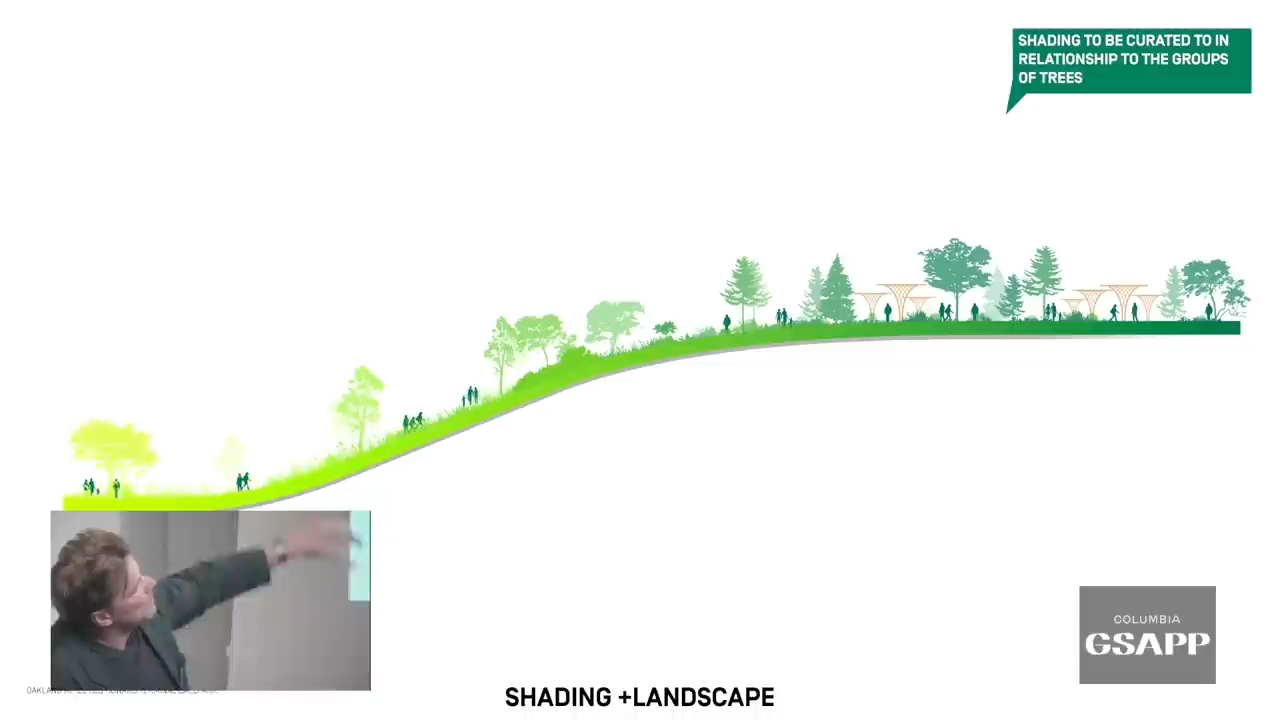 SHADING TO BE CURATED TO IN
RELATIONSHIP TO THE GROUPS
OF TREES
COLUMBIA
GSAPP
SHADING +LANDSCAPE